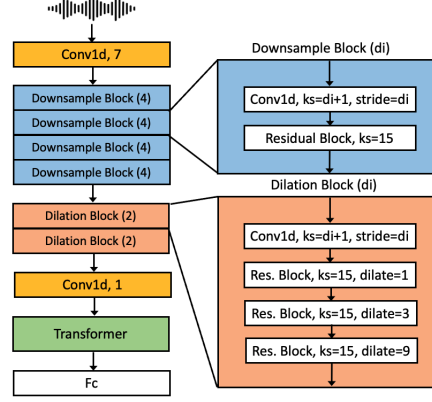 Conv1d, 7
Downsample Block (4)
Downsample Block (4)
Downsample Block (4)
Downsample Block (4)
Dilation Block (2)
Dilation Block (2)
Conv1d, 1
Transformer
Fc
Downsample Block (di)
Conv1d, ks=di+1, stride=di
Residual Block, ks=15
Dilation Block (di)
Conv1d, ks=di+1, stride=di
Res. Block, ks=15, dilate=1
Res. Block, ks=15, dilate=3
Res. Block, ks=15, dilate=9